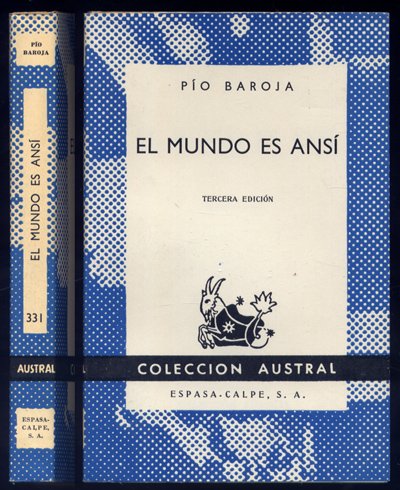 PÍO
BAROJA
EL MUNDO ES ANSÍ
331
AUSTRAL
ESPASA-
CALPE,
S. A.
PÍO BAROJA
EL MUNDO ES ANSÍ
TERCERA EDICIÓN
COLECCION AUSTRAL
ESPASA-CALPE, S. A.